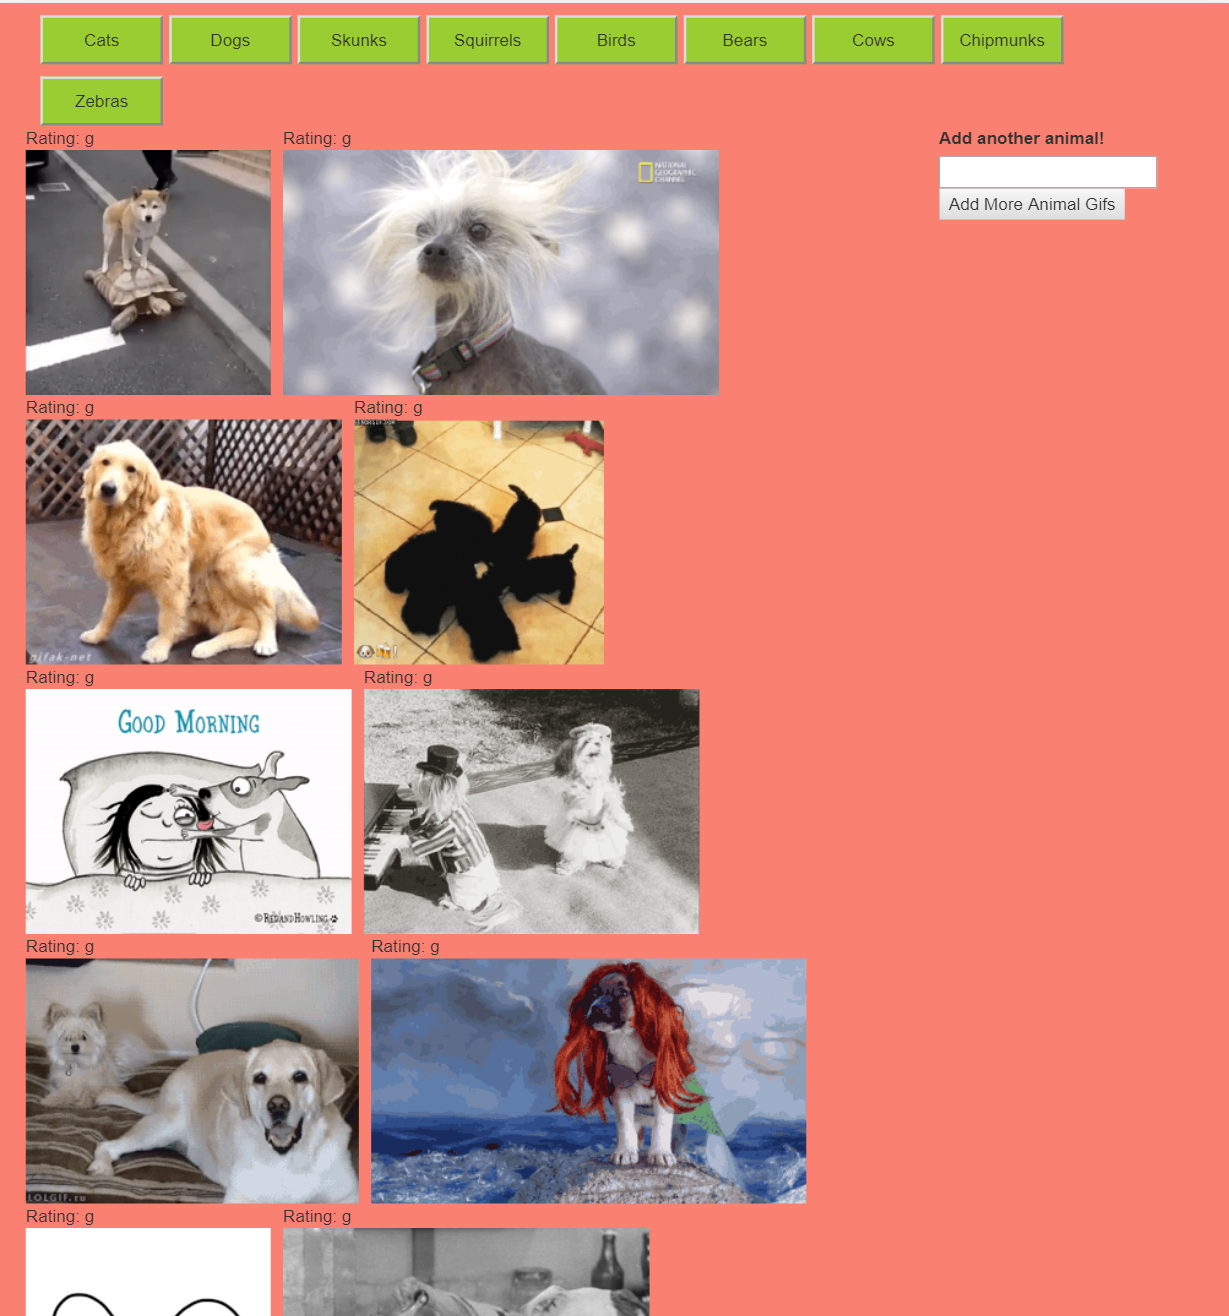 Cats Dogs Skunks Squirrels Birds Bears Cows Chipmunks
Zebras
Rating: g Rating: g
Add another animal!
NATIONAL
GEOGRAPHIC
CHANNEL
Add More Animal Gifs
Rating: g Rating: g
gifak-net
Rating: g Rating: g
GOOD MORNING
©REDANDHOWLING
Rating: g Rating: g
LOLGIF.ru
Rating: g Rating: g